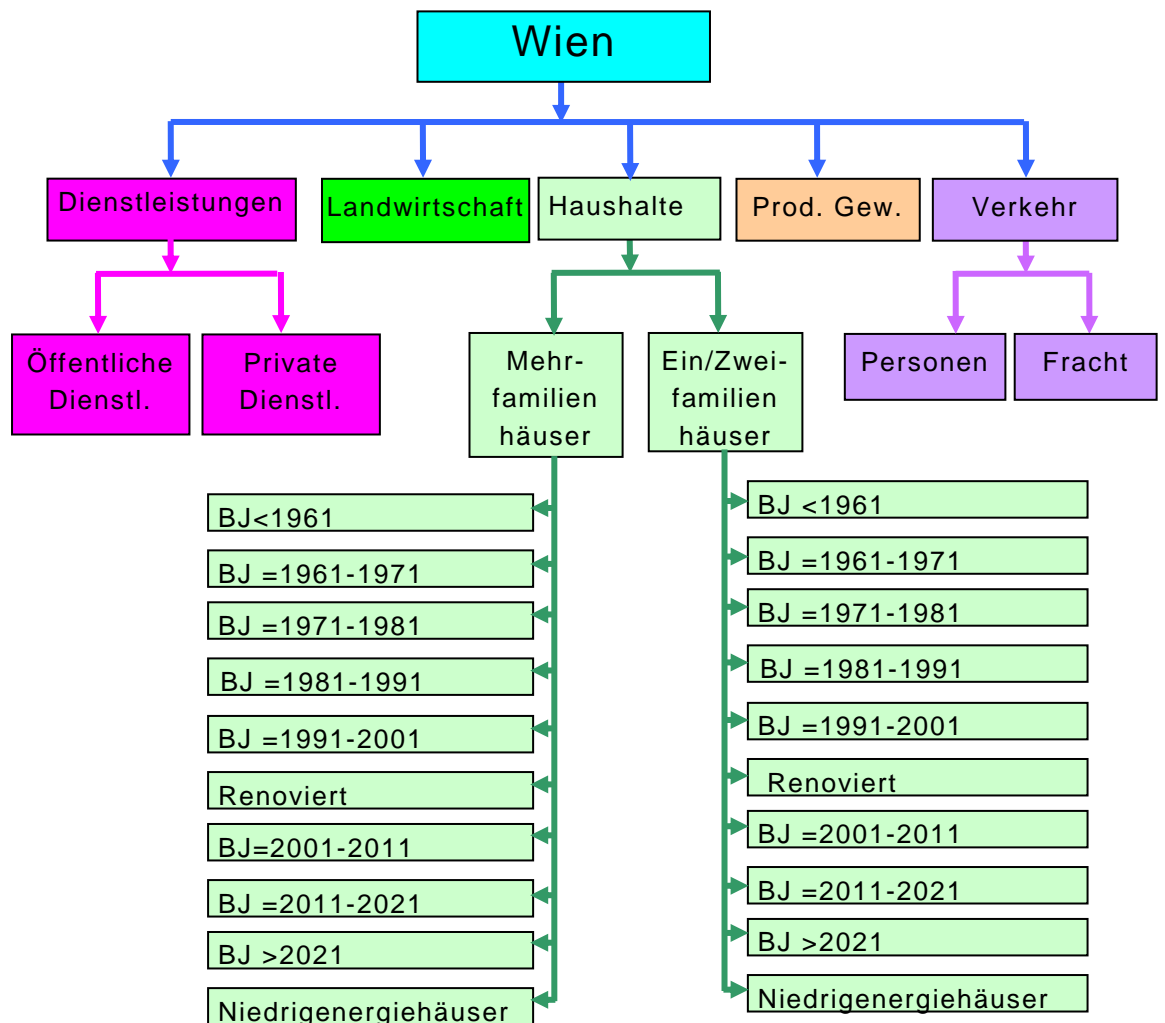 Wien
Dienstleistungen
Landwirtschaft
Haushalte
Prod. Gew.
Verkehr
Öffentliche
Dienstl.
Private
Dienstl.
Mehr-
familien
häuser
Ein/Zwei-
familien
häuser
Personen
Fracht
BJ<1961
BJ =1961-1971
BJ =1971-1981
BJ =1981-1991
BJ =1991-2001
Renoviert
BJ=2001-2011
BJ =2011-2021
BJ >2021
Niedrigenergiehäuser
BJ <1961
BJ =1961-1971
BJ =1971-1981
BJ =1981-1991
BJ =1991-2001
Renoviert
BJ =2001-2011
BJ =2011-2021
BJ >2021
Niedrigenergiehäuser